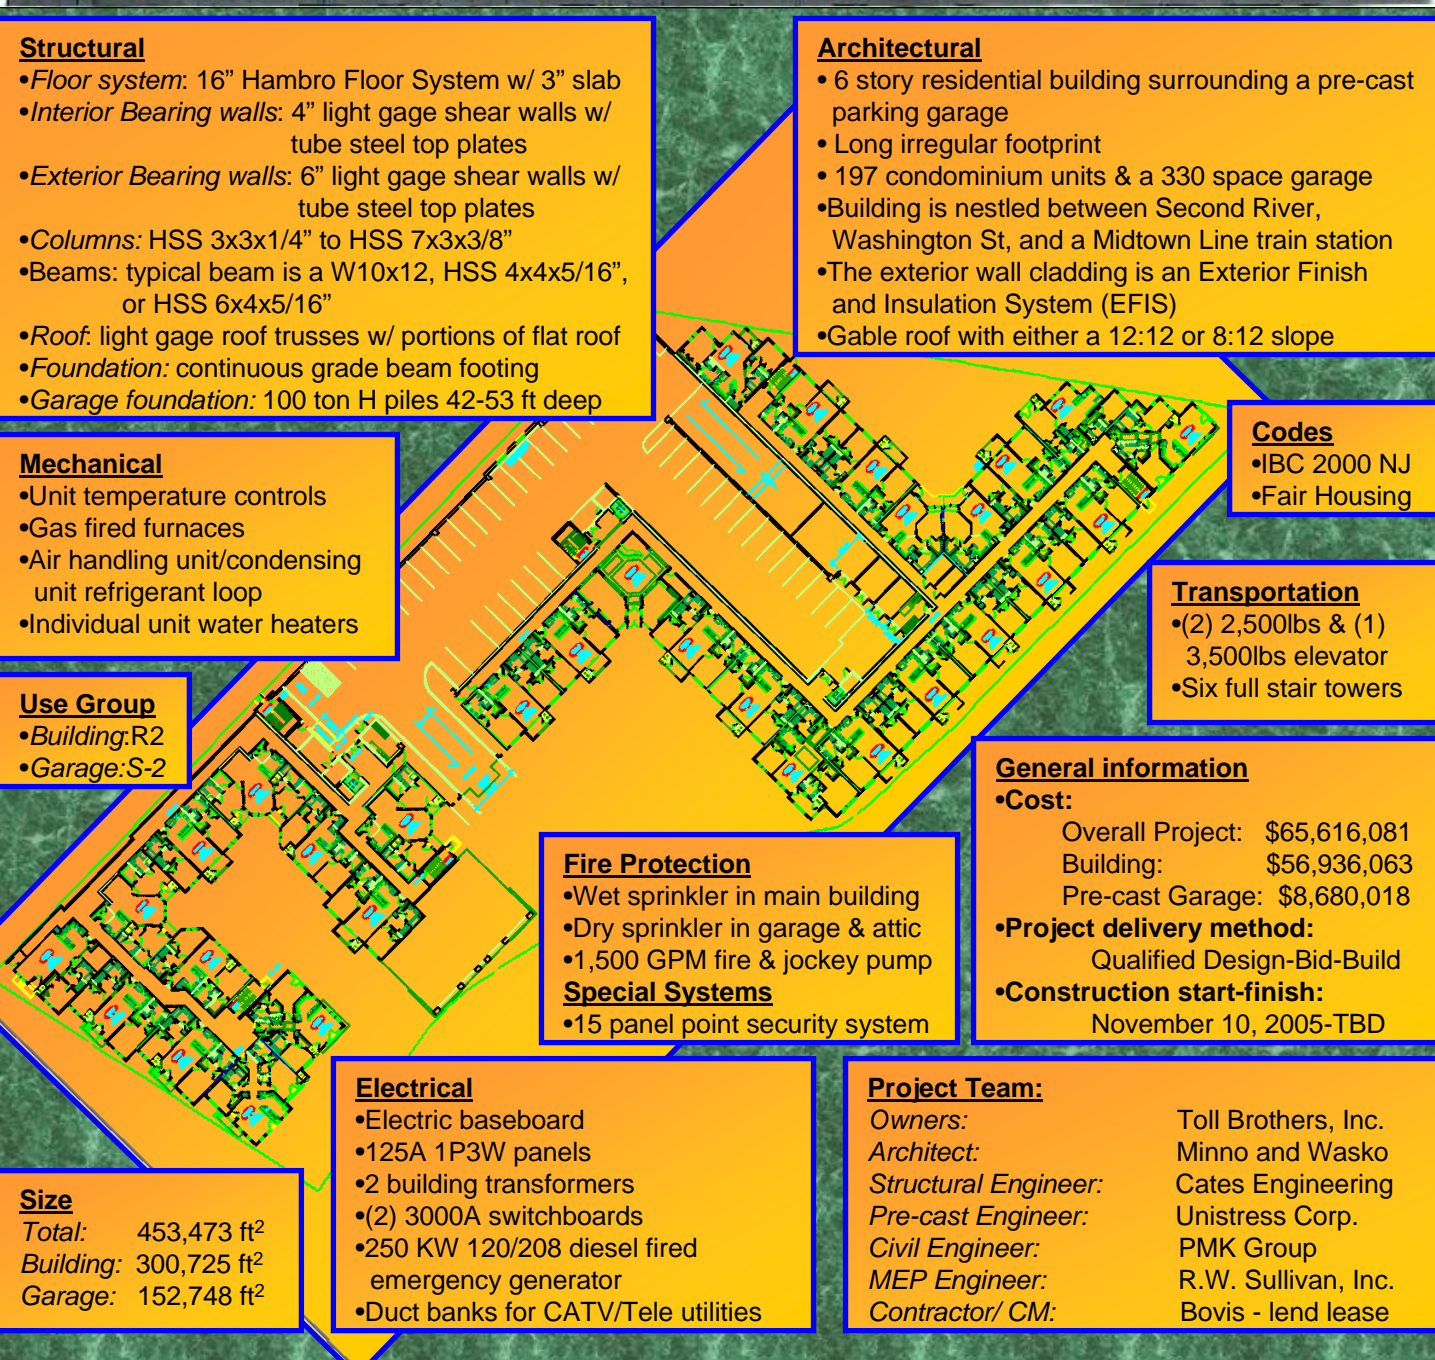 Structural
•Floor system: 16” Hambro Floor System w/ 3” slab
•Interior Bearing walls: 4” light gage shear walls w/
tube steel top plates
•Exterior Bearing walls: 6” light gage shear walls w/
tube steel top plates
•Columns: HSS 3x3x1/4” to HSS 7x3x3/8”
•Beams: typical beam is a W10x12, HSS 4x4x5/16”,
or HSS 6x4x5/16”
•Roof: light gage roof trusses w/ portions of flat roof
•Foundation: continuous grade beam footing
•Garage foundation: 100 ton H piles 42-53 ft deep
Architectural
• 6 story residential building surrounding a pre-cast
parking garage
• Long irregular footprint
• 197 condominium units & a 330 space garage
•Building is nestled between Second River,
Washington St, and a Midtown Line train station
•The exterior wall cladding is an Exterior Finish
and Insulation System (EFIS)
•Gable roof with either a 12:12 or 8:12 slope
Mechanical
•Unit temperature controls
•Gas fired furnaces
•Air handling unit/condensing
unit refrigerant loop
•Individual unit water heaters
Codes
•IBC 2000 NJ
•Fair Housing
Transportation
•(2) 2,500lbs & (1)
3,500lbs elevator
•Six full stair towers
Use Group
•Building:R2
•Garage:S-2
General information
•Cost:
Overall Project: $65,616,081
Building: $56,936,063
Pre-cast Garage: $8,680,018
•Project delivery method:
Qualified Design-Bid-Build
•Construction start-finish:
November 10, 2005-TBD
Fire Protection
•Wet sprinkler in main building
•Dry sprinkler in garage & attic
•1,500 GPM fire & jockey pump
Special Systems
•15 panel point security system
Electrical
•Electric baseboard
•125A 1P3W panels
•2 building transformers
•(2) 3000A switchboards
•250 KW 120/208 diesel fired
emergency generator
•Duct banks for CATV/Tele utilities
Project Team:
Owners: Toll Brothers, Inc.
Architect: Minno and Wasko
Structural Engineer: Cates Engineering
Pre-cast Engineer: Unistress Corp.
Civil Engineer: PMK Group
MEP Engineer: R.W. Sullivan, Inc.
Contractor/ CM: Bovis - lend lease
Size
Total: 453,473 ft²
Building: 300,725 ft²
Garage: 152,748 ft²